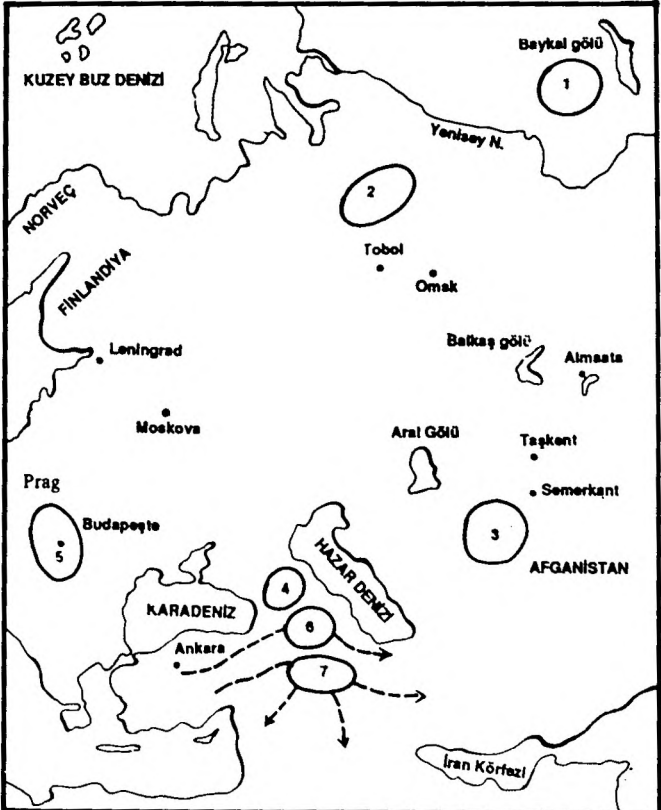 Baykal gölü
KUZEY BUZ DENİZİ
1
Yenisey N.
2
NORVEÇ
Tobol
FİNLANDİYA
Omsk
Leningrad
Balkaş gölü
Almaata
Moskova
Aral Gölü
Taşkent
Prag
Semerkant
Budapeşte
5
3
HAZAR DENİZİ
AFGANİSTAN
4
KARADENİZ
6
Ankara
7
İran Körfezi